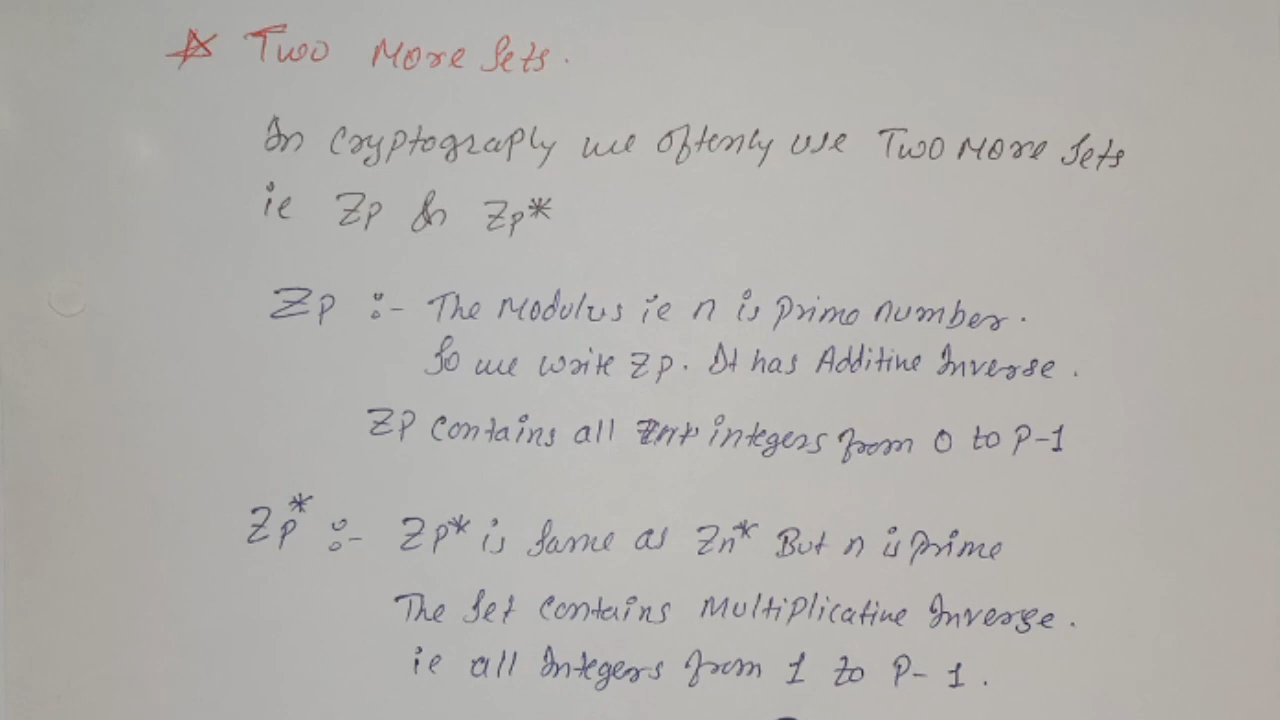 ☆ Two More Sets.
In Cryptography we oftenly use Two More Sets
ie Zp & Zp*
Zp :- The Modulus ie n is prime number.
So we write Zp. It has Additive Inverse.
Zp contains all integers from 0 to P-1
Zp* :- Zp* is same as Zn* But n is prime
The Set contains Multiplicative Inverse.
ie all Integers from 1 to P-1.